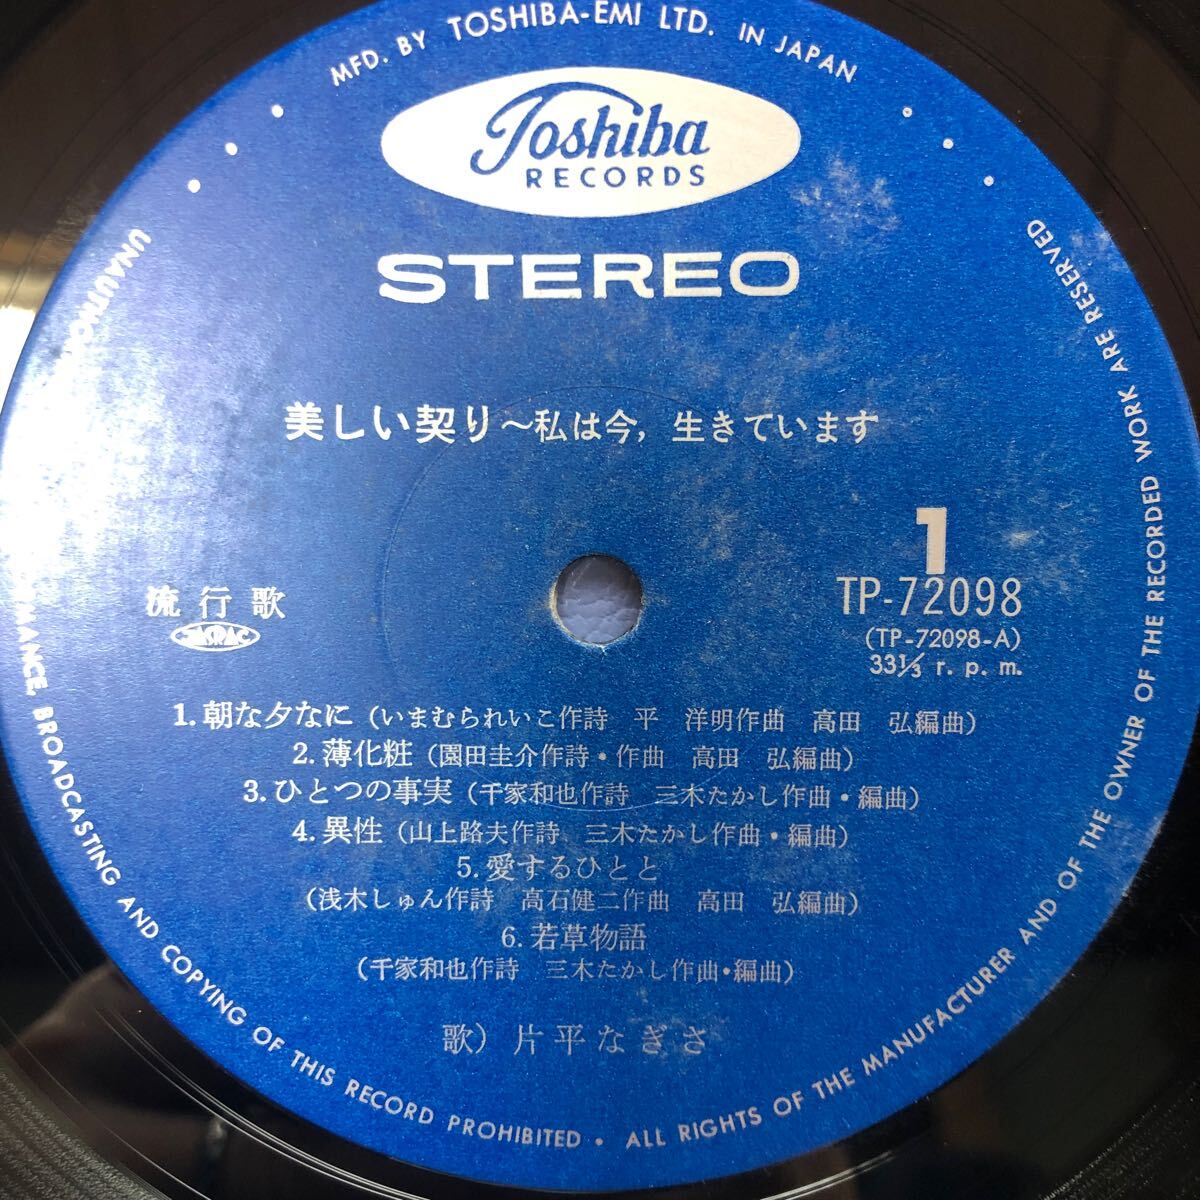 MFD. BY TOSHIBA-EMI LTD. IN JAPAN
Toshiba
RECORDS
STEREO
美しい契り〜私は今,生きています
1
流行歌
JASRAC
TP-72098
(TP-72098-A)
33⅓ r. p. m.
1. 朝な夕なに (いまむられいこ作詩 平 洋明作曲 高田 弘編曲)
2. 薄化粧 (園田圭介作詩・作曲 高田 弘編曲)
3. ひとつの事実 (千家和也作詩 三木たかし作曲・編曲)
4. 異性 (山上路夫作詩 三木たかし作曲・編曲)
5. 愛するひとと
(浅木しゅん作詩 高石健二作曲 高田 弘編曲)
6. 若草物語
(千家和也作詩 三木たかし作曲・編曲)
歌) 片平なぎさ
BROADCASTING AND COPYING OF THIS RECORD PROHIBITED • ALL RIGHTS OF THE MANUFACTURER AND OF THE OWNER OF THE RECORDED WORK ARE RESERVED